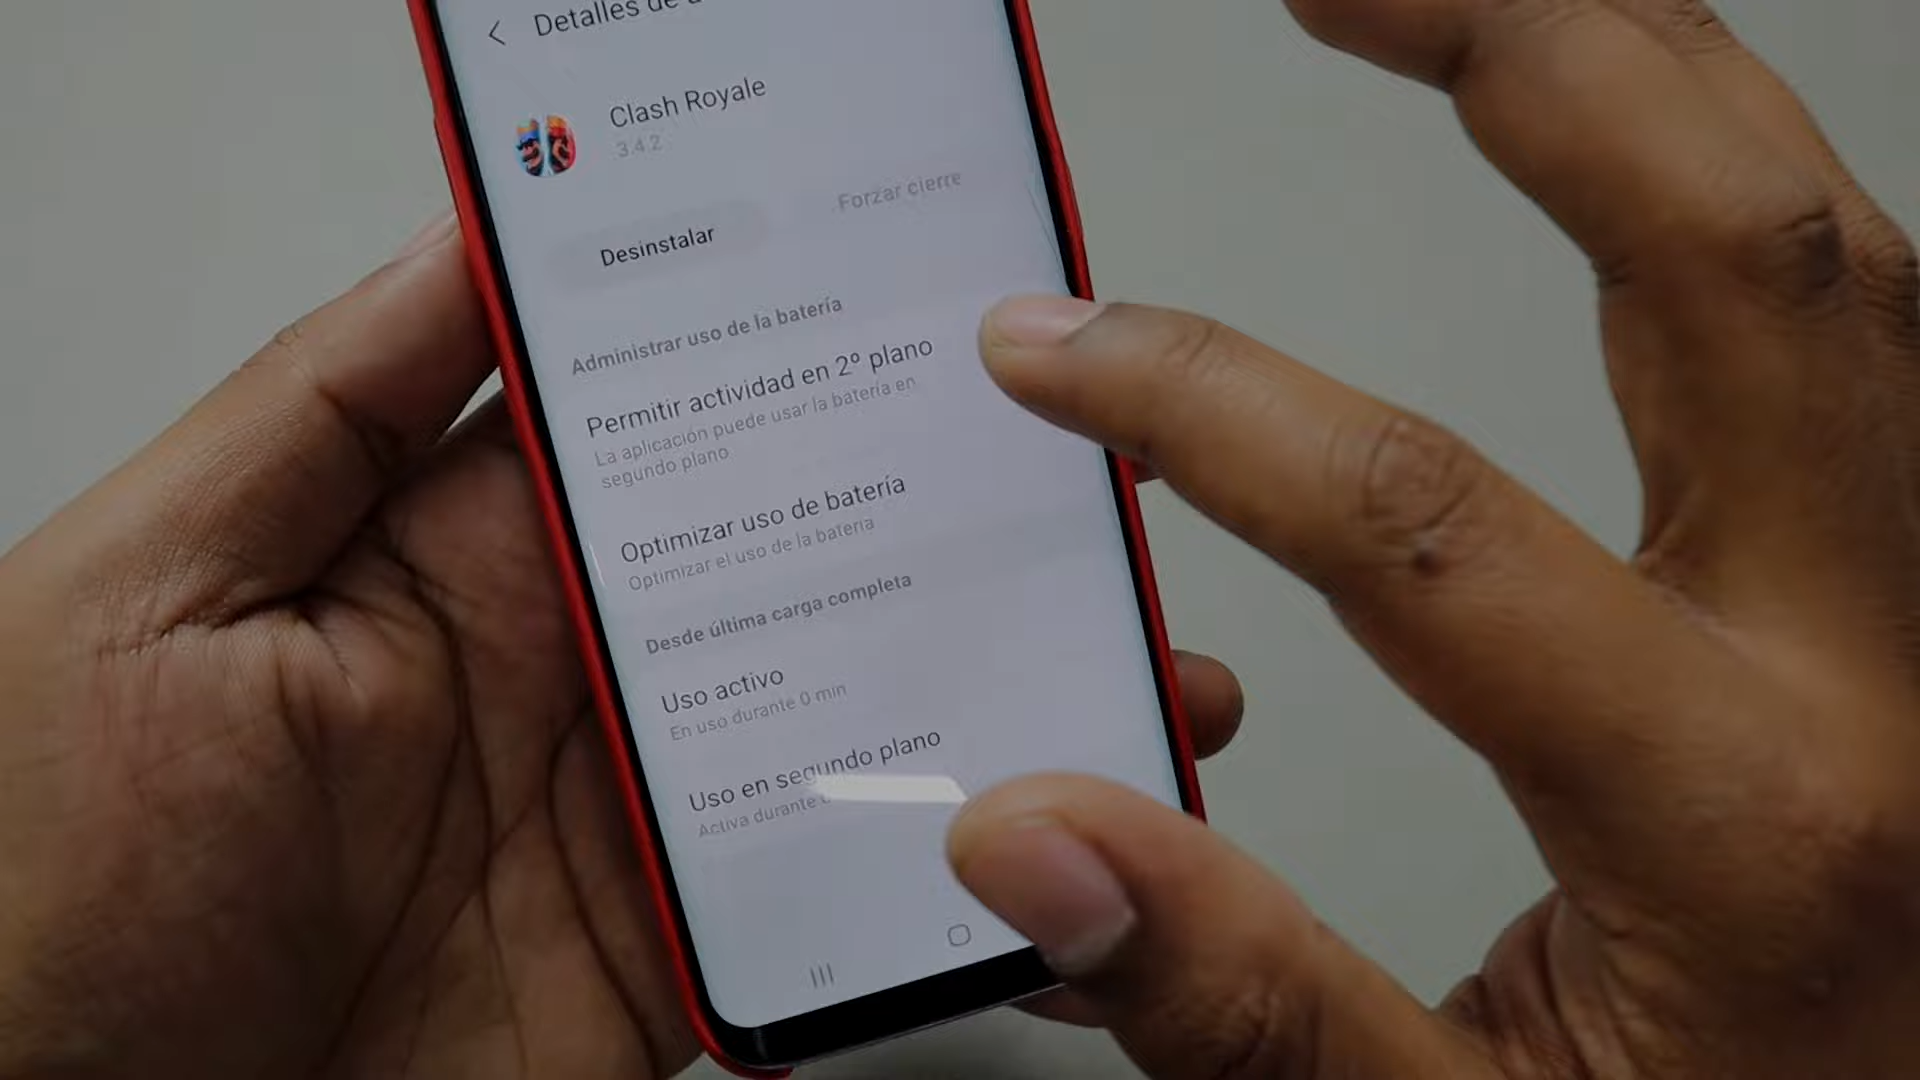 Detalles de
Clash Royale
3.4.2
Desinstalar
Forzar cierre
Administrar uso de la batería
Permitir actividad en 2º plano
La aplicación puede usar la batería en
segundo plano
Optimizar uso de batería
Optimizar el uso de la batería
Desde última carga completa
Uso activo
En uso durante 0 min
Uso en segundo plano
Activa durante